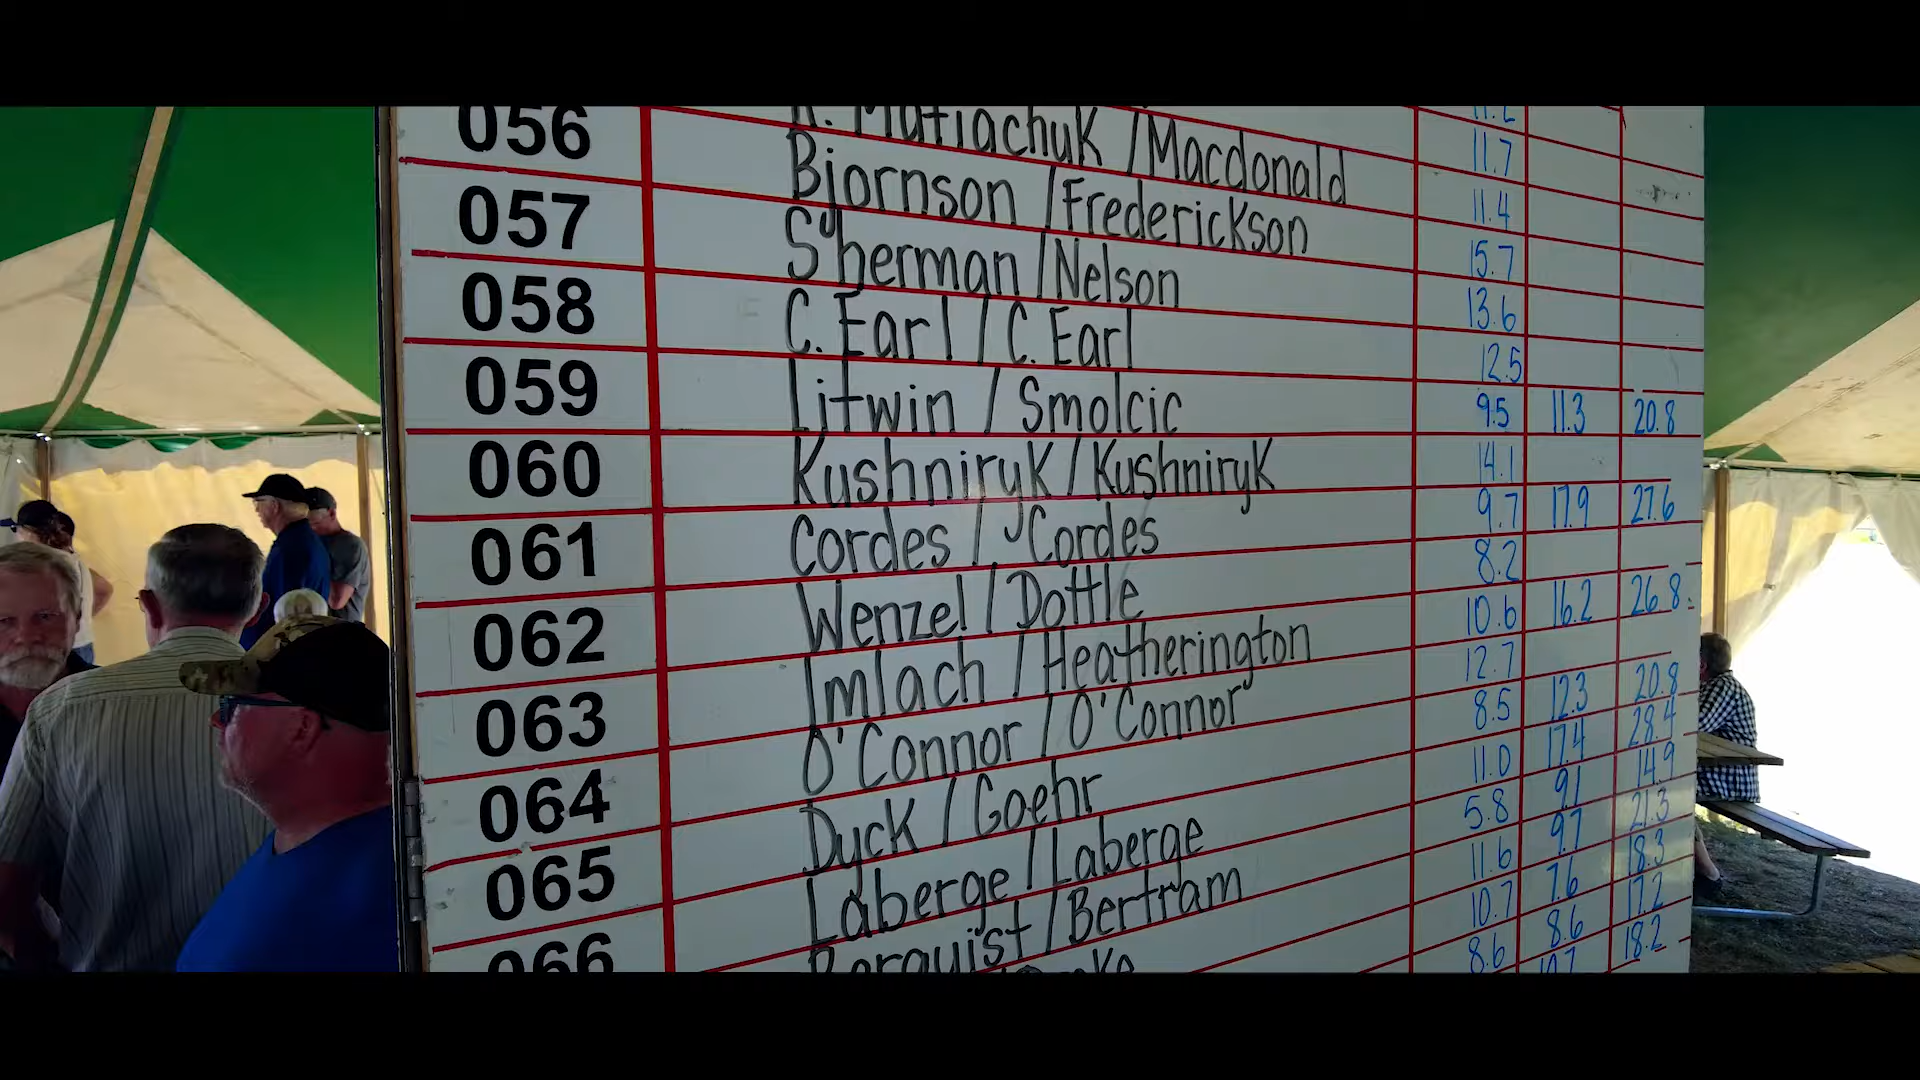 Matiachuk / Macdonald 11.4
11.7
056 Bjornson / Frederickson 15.7
057 Sherman / Nelson 13.6
058 C. Earl / C. Earl 12.5
059 Litwin / Smolcic 9.5 11.3 20.8
060 Kushniryk / Kushniryk 14.1
061 Cordes / Cordes 9.7 17.9 27.6
062 Wenzel / Dottle 8.2
063 Imlach / Heatherington 10.6 16.2 26.8
064 O'Connor / O'Connor 12.7
065 Dyck / Goehr 8.5 12.3 20.8
066 Laberge / Laberge 11.0 17.4 28.4
/ Bertram 5.8 9.1 14.9
11.6 9.7 21.3
10.7 7.6 18.3
8.6 8.6 17.2
18.2